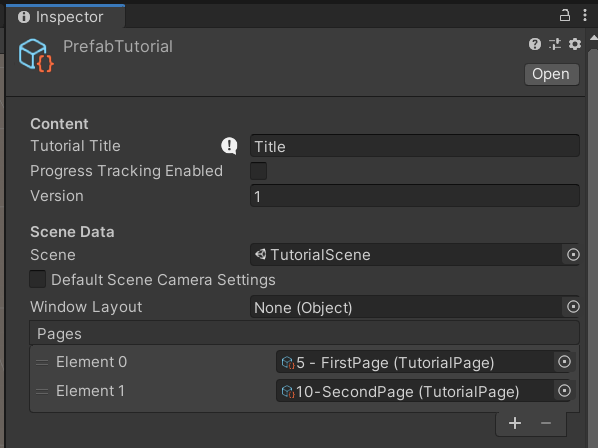 Inspector
PrefabTutorial
Open
Content
Tutorial Title Title
Progress Tracking Enabled
Version 1
Scene Data
Scene TutorialScene
Default Scene Camera Settings
Window Layout None (Object)
Pages
Element 0 5 - FirstPage (TutorialPage)
Element 1 10-SecondPage (TutorialPage)